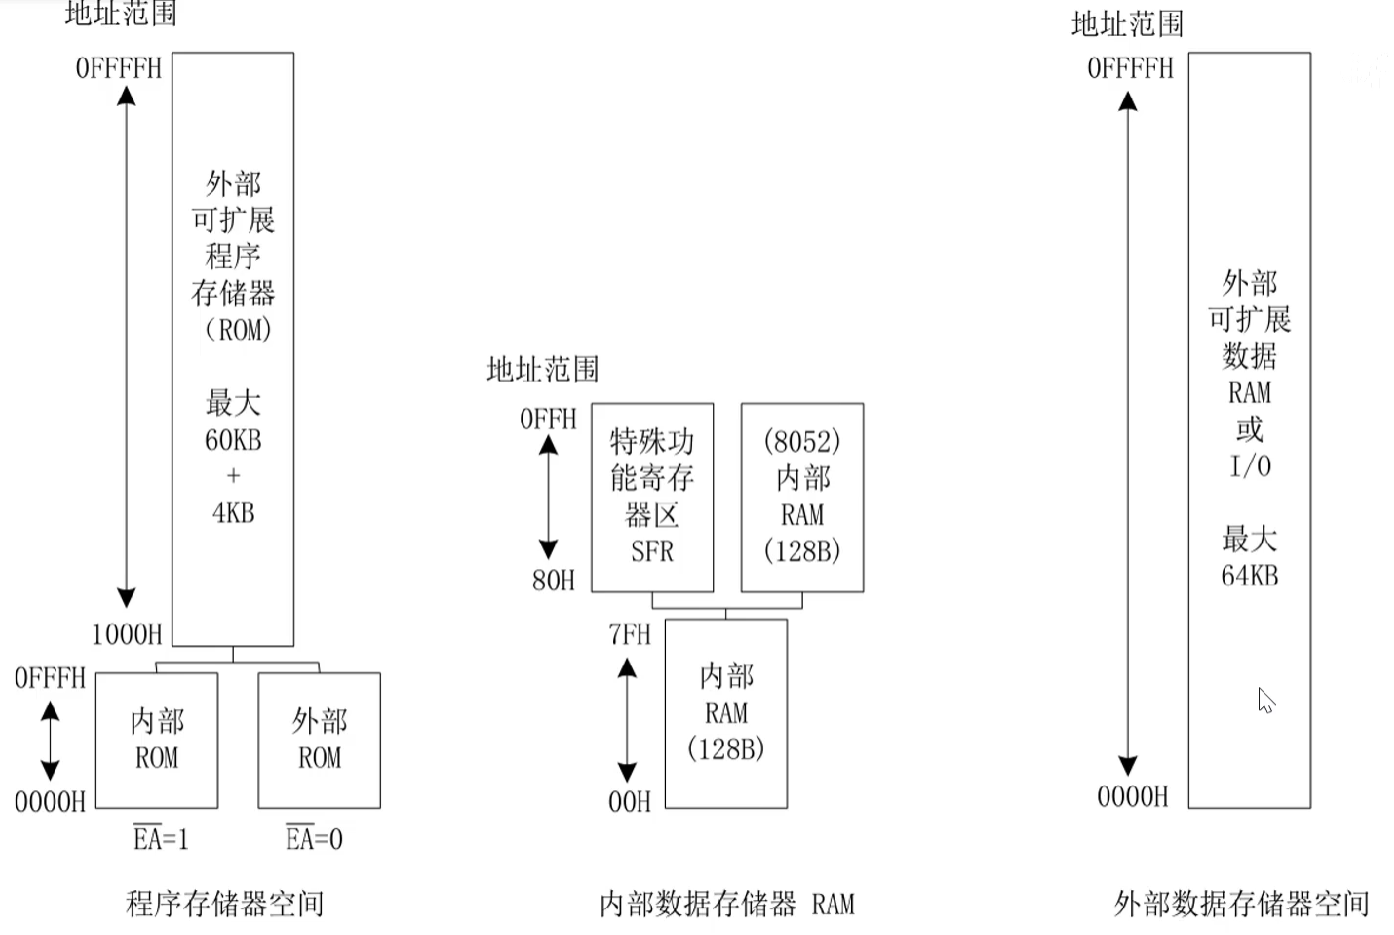 地址范围
0FFFFH
外部
可扩展
程序
存储器
(ROM)
最大
60KB
+
4KB
1000H
0FFFH
内部
ROM
0000H
外部
ROM
EA=1
EA=0
程序存储器空间
地址范围
0FFH
特殊功
能寄存
器区
SFR
80H
(8052)
内部
RAM
(128B)
7FH
内部
RAM
(128B)
00H
内部数据存储器 RAM
地址范围
0FFFFH
外部
可扩展
数据
RAM
或
I/O
最大
64KB
0000H
外部数据存储器空间